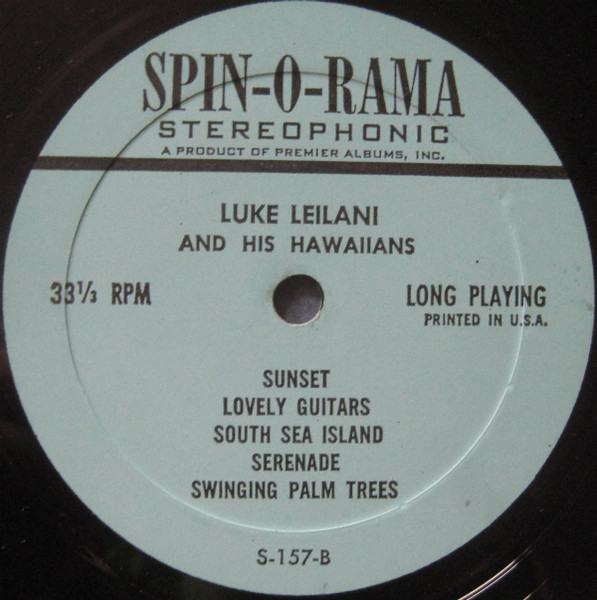 SPIN-O-RAMA
STEREOPHONIC
A PRODUCT OF PREMIER ALBUMS, INC.
LUKE LEILANI
AND HIS HAWAIIANS
33⅓ RPM
LONG PLAYING
PRINTED IN U.S.A.
SUNSET
LOVELY GUITARS
SOUTH SEA ISLAND
SERENADE
SWINGING PALM TREES
S-157-B